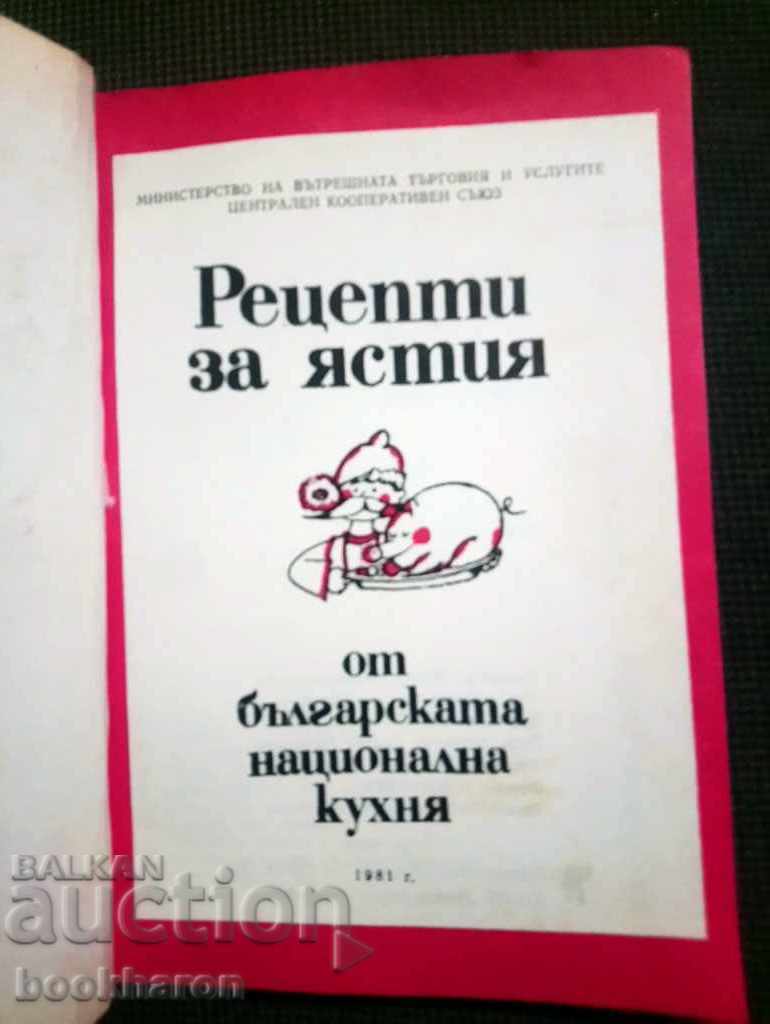 МИНИСТЕРСТВО НА ВЪТРЕШНАТА ТЪРГОВИЯ И УСЛУГИТЕ
ЦЕНТРАЛЕН КООПЕРАТИВЕН СЪЮЗ
Рецепти
за ястия
от
българската
национална
кухня
1981 г.
BALKAN
auction
bookharon